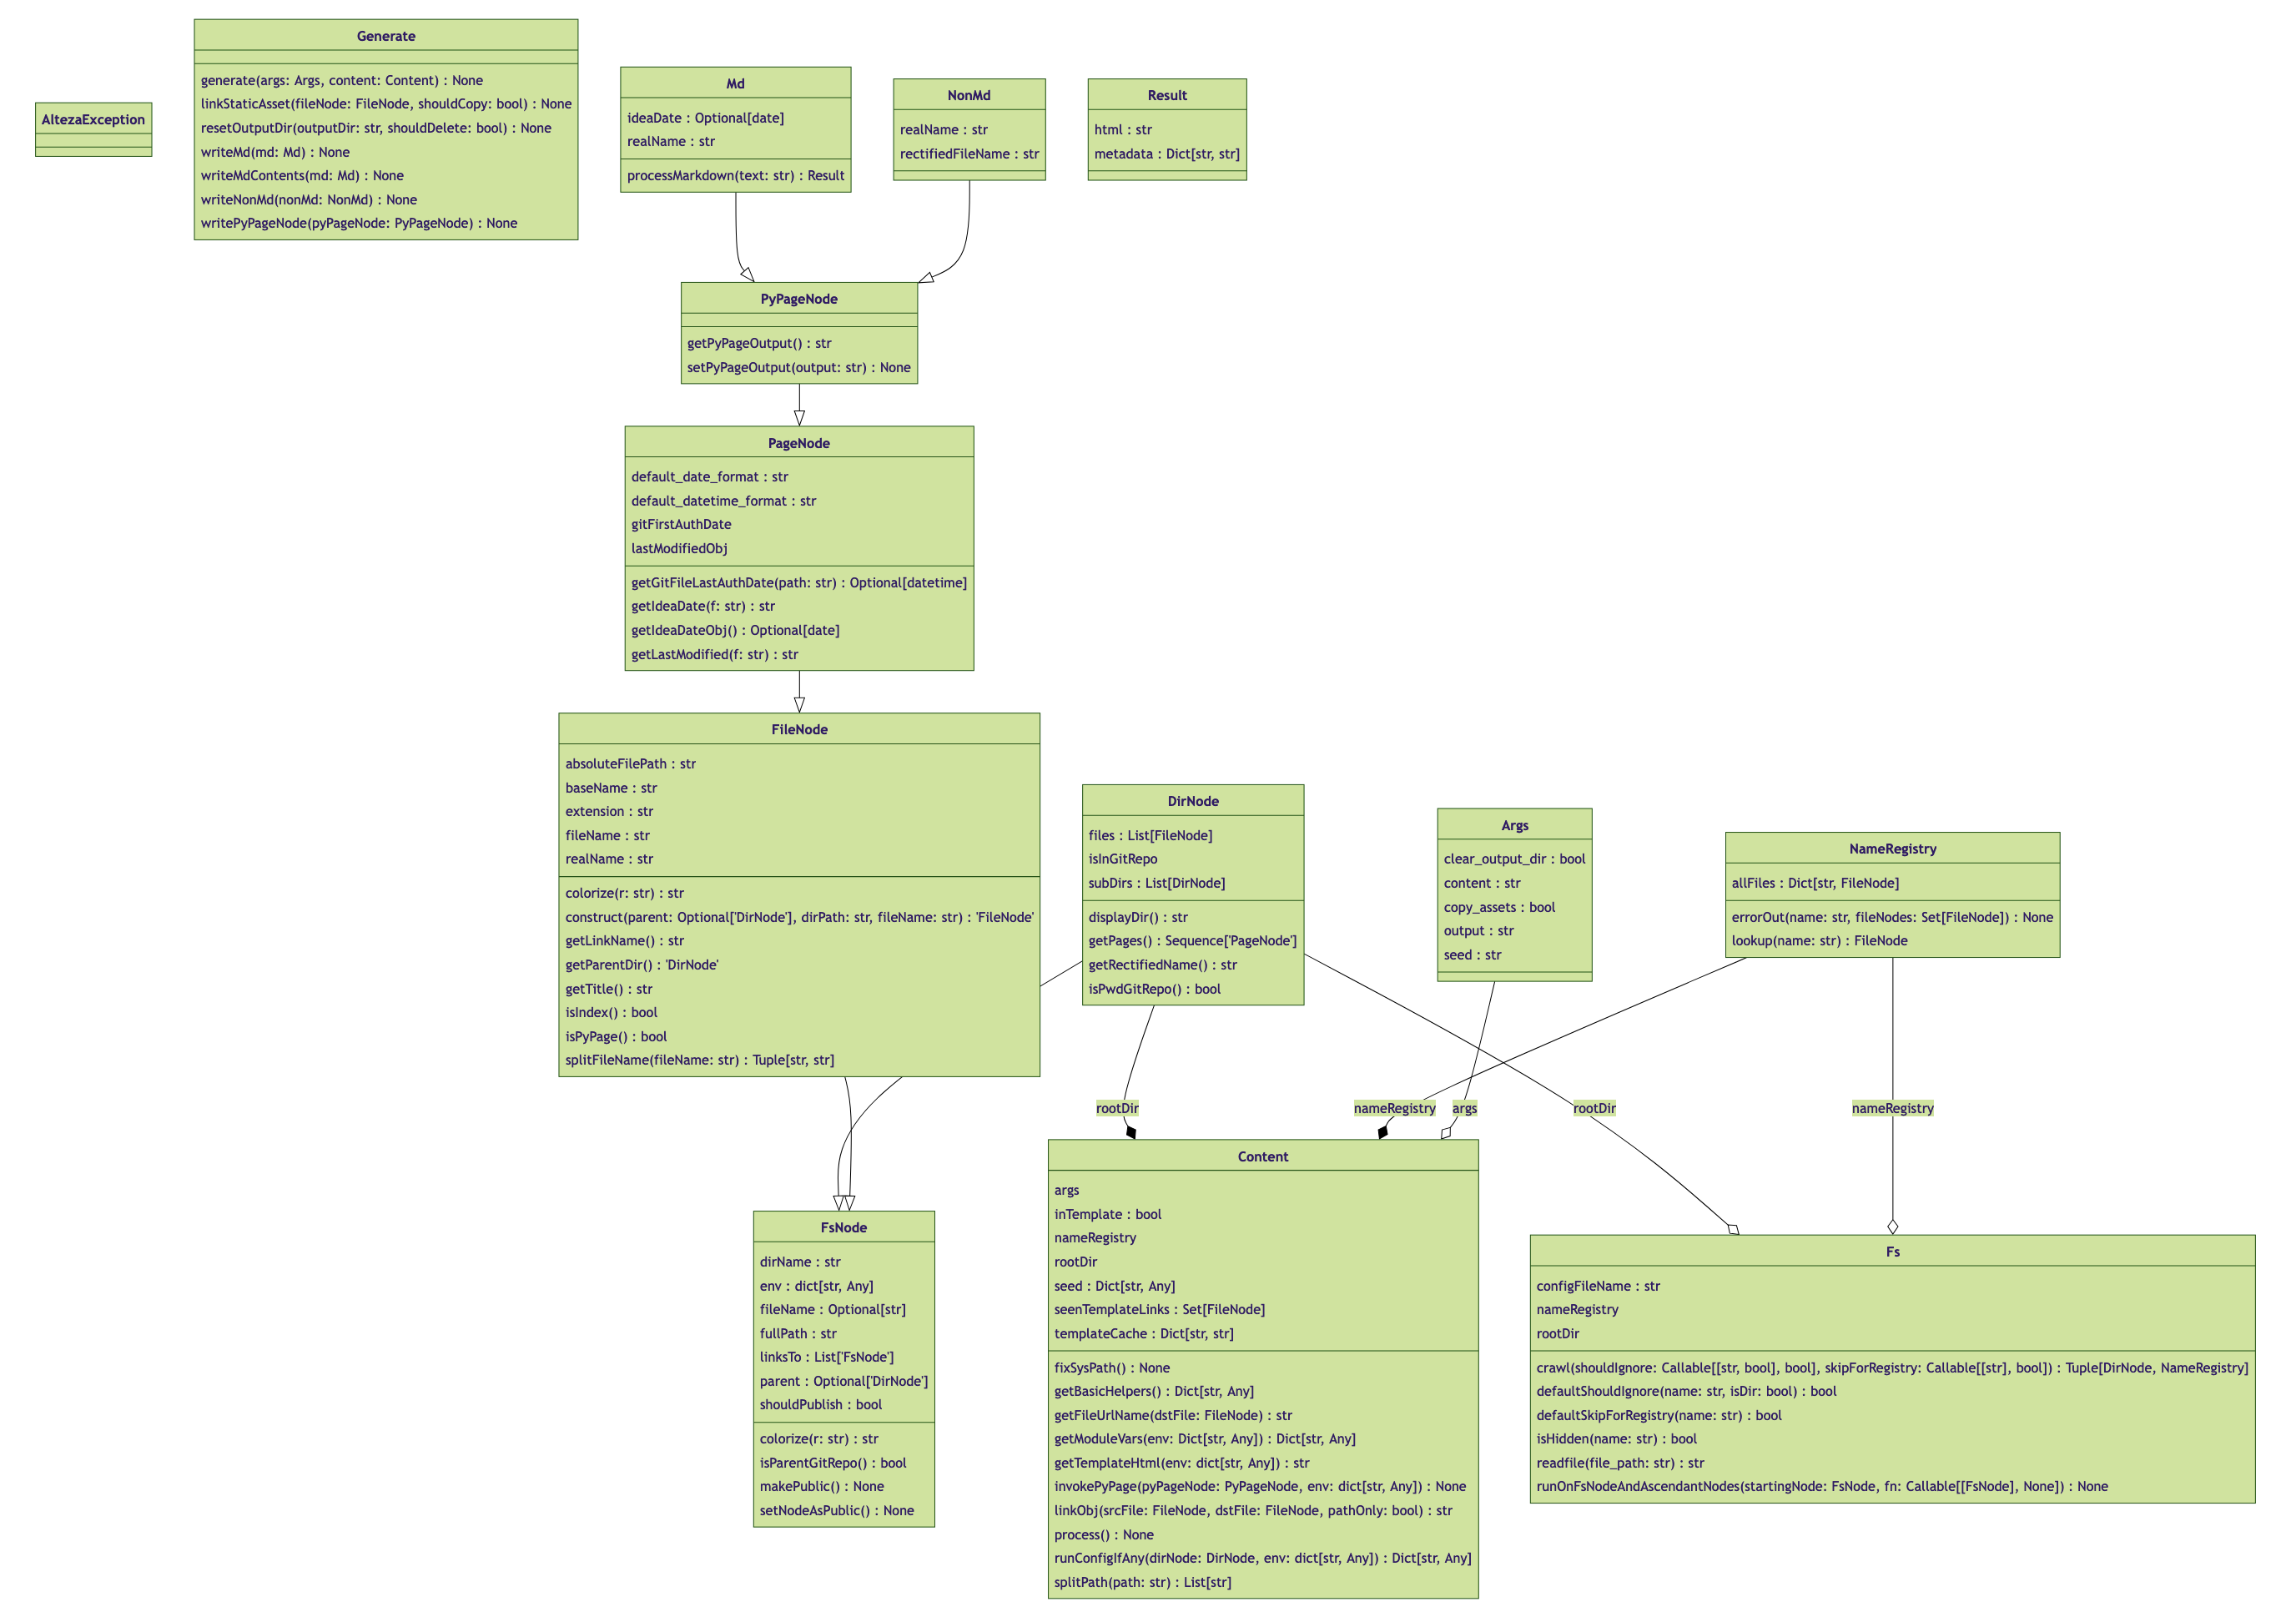 AltezaException
Generate
generate(args: Args, content: Content) : None
linkStaticAsset(fileNode: FileNode, shouldCopy: bool) : None
resetOutputDir(outputDir: str, shouldDelete: bool) : None
writeMd(md: Md) : None
writeMdContents(md: Md) : None
writeNonMd(nonMd: NonMd) : None
writePyPageNode(pyPageNode: PyPageNode) : None
Md
ideaDate : Optional[date]
realName : str
processMarkdown(text: str) : Result
NonMd
realName : str
rectifiedFileName : str
Result
html : str
metadata : Dict[str, str]
PyPageNode
getPyPageOutput() : str
setPyPageOutput(output: str) : None
PageNode
default_date_format : str
default_datetime_format : str
gitFirstAuthDate
lastModifiedObj
getGitFileLastAuthDate(path: str) : Optional[datetime]
getIdeaDate(f: str) : str
getIdeaDateObj() : Optional[date]
getLastModified(f: str) : str
FileNode
absoluteFilePath : str
baseName : str
extension : str
fileName : str
realName : str
colorize(r: str) : str
construct(parent: Optional['DirNode'], dirPath: str, fileName: str) : 'FileNode'
getLinkName() : str
getParentDir() : 'DirNode'
getTitle() : str
isIndex() : bool
isPyPage() : bool
splitFileName(fileName: str) : Tuple[str, str]
DirNode
files : List[FileNode]
isInGitRepo
subDirs : List[DirNode]
displayDir() : str
getPages() : Sequence['PageNode']
getRectifiedName() : str
isPwdGitRepo() : bool
Args
clear_output_dir : bool
content : str
copy_assets : bool
output : str
seed : str
NameRegistry
allFiles : Dict[str, FileNode]
errorOut(name: str, fileNodes: Set[FileNode]) : None
lookup(name: str) : FileNode
rootDir
nameRegistry
args
rootDir
nameRegistry
FsNode
dirName : str
env : dict[str, Any]
fileName : Optional[str]
fullPath : str
linksTo : List['FsNode']
parent : Optional['DirNode']
shouldPublish : bool
colorize(r: str) : str
isParentGitRepo() : bool
makePublic() : None
setNodeAsPublic() : None
Content
args
inTemplate : bool
nameRegistry
rootDir
seed : Dict[str, Any]
seenTemplateLinks : Set[FileNode]
templateCache : Dict[str, str]
fixSysPath() : None
getBasicHelpers() : Dict[str, Any]
getFileUrlName(dstFile: FileNode) : str
getModuleVars(env: Dict[str, Any]) : Dict[str, Any]
getTemplateHtml(env: dict[str, Any]) : str
invokePyPage(pyPageNode: PyPageNode, env: dict[str, Any]) : None
linkObj(srcFile: FileNode, dstFile: FileNode, pathOnly: bool) : str
process() : None
runConfigIfAny(dirNode: DirNode, env: dict[str, Any]) : Dict[str, Any]
splitPath(path: str) : List[str]
Fs
configFileName : str
nameRegistry
rootDir
crawl(shouldIgnore: Callable[[str, bool], bool], skipForRegistry: Callable[[str], bool]) : Tuple[DirNode, NameRegistry]
defaultShouldIgnore(name: str, isDir: bool) : bool
defaultSkipForRegistry(name: str) : bool
isHidden(name: str) : bool
readfile(file_path: str) : str
runOnFsNodeAndAscendantNodes(startingNode: FsNode, fn: Callable[[FsNode], None]) : None